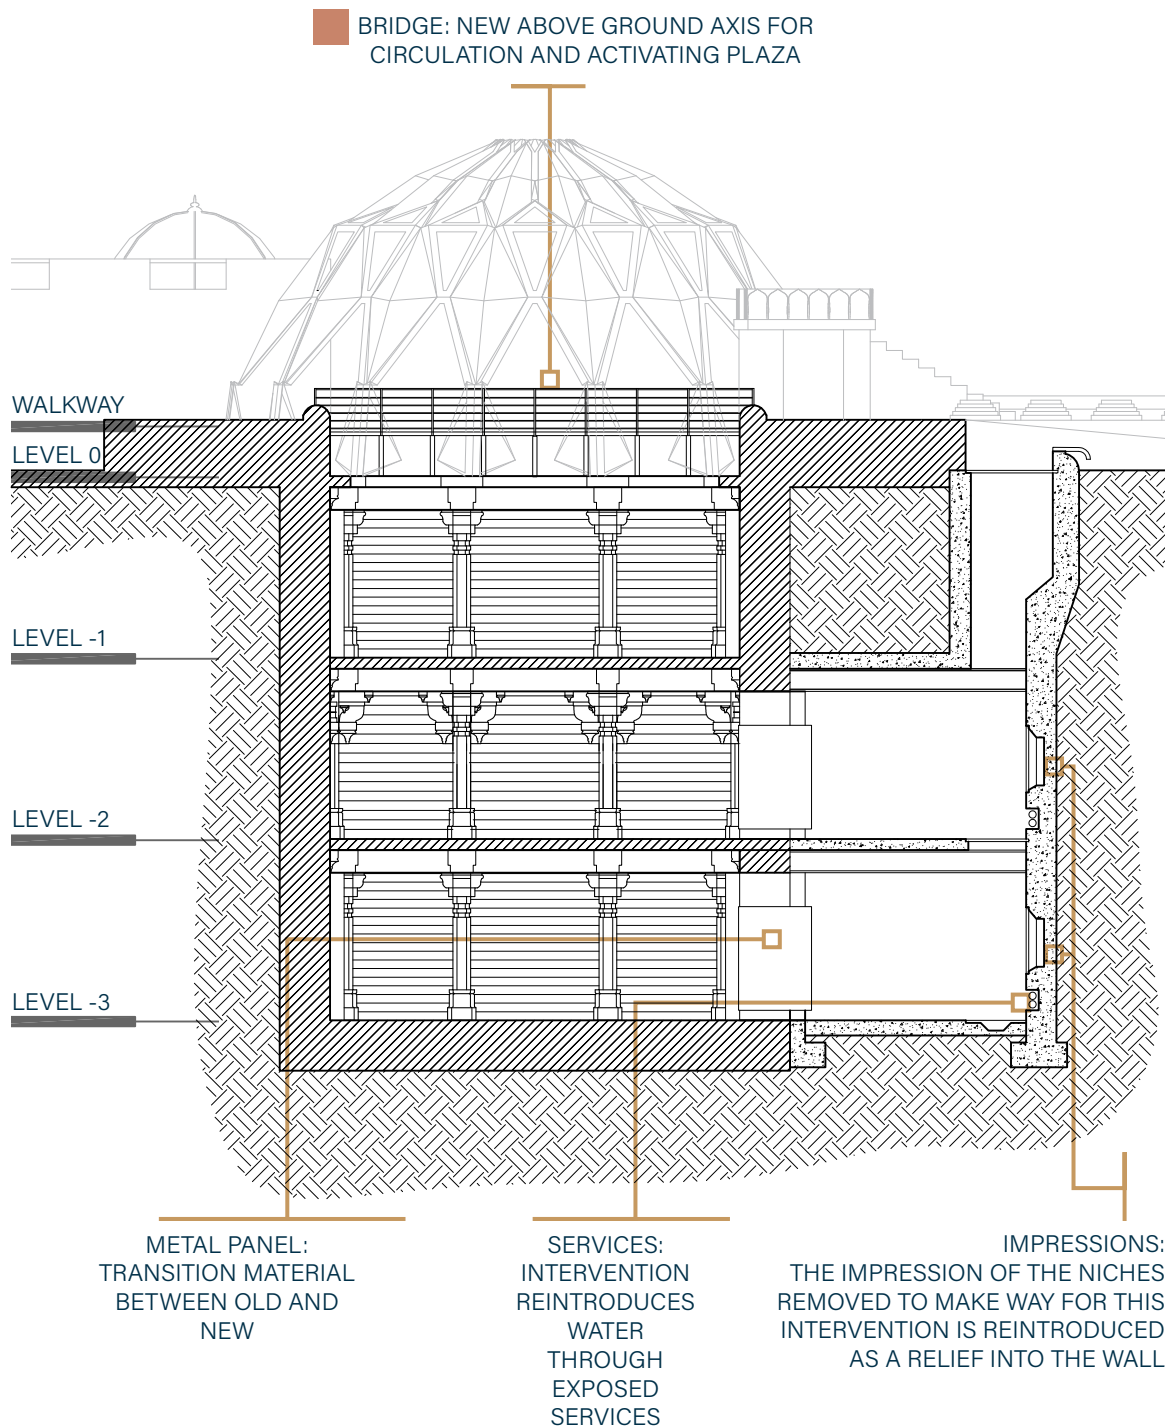 BRIDGE: NEW ABOVE GROUND AXIS FOR
CIRCULATION AND ACTIVATING PLAZA
WALKWAY
LEVEL 0
LEVEL -1
LEVEL -2
LEVEL -3
METAL PANEL:
TRANSITION MATERIAL
BETWEEN OLD AND
NEW
SERVICES:
INTERVENTION
REINTRODUCES
WATER
THROUGH
EXPOSED
SERVICES
IMPRESSIONS:
THE IMPRESSION OF THE NICHES
REMOVED TO MAKE WAY FOR THIS
INTERVENTION IS REINTRODUCED
AS A RELIEF INTO THE WALL